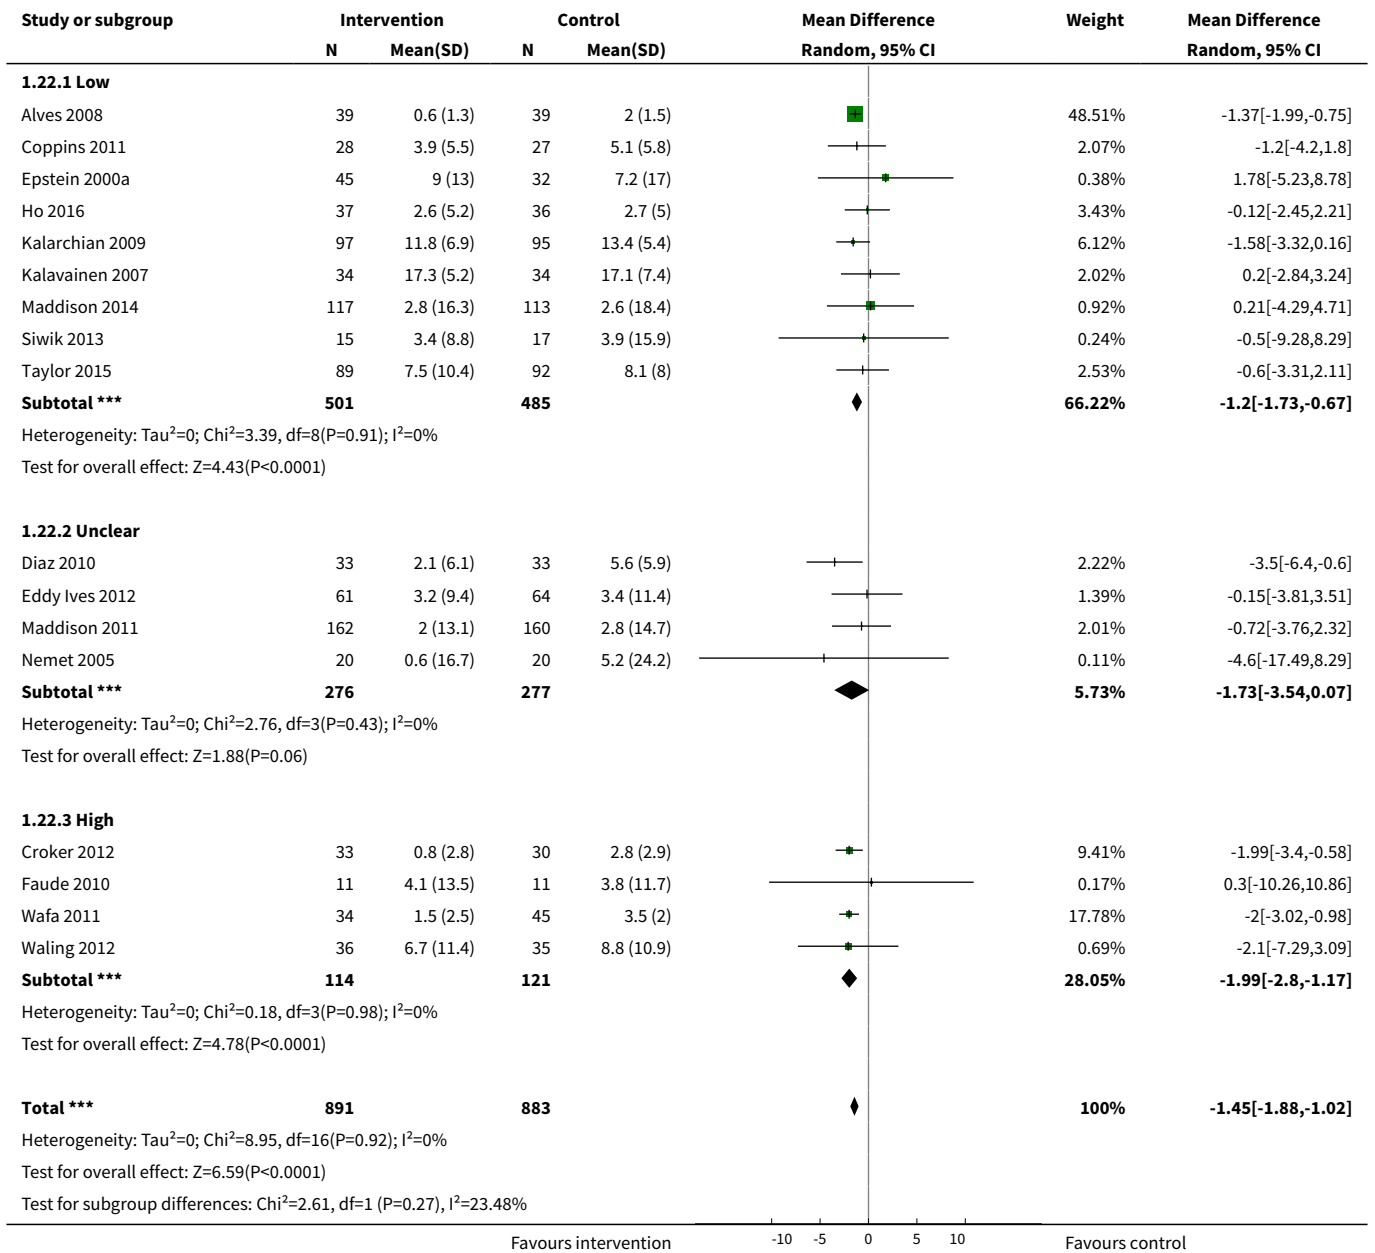 Study or subgroup Intervention Control Mean Difference Weight Mean Difference
N Mean(SD) N Mean(SD) Random, 95% CI Random, 95% CI
1.22.1 Low
Alves 2008 39 0.6 (1.3) 39 2 (1.5) 48.51% -1.37[-1.99,-0.75]
Coppins 2011 28 3.9 (5.5) 27 5.1 (5.8) 2.07% -1.2[-4.2,1.8]
Epstein 2000a 45 9 (13) 32 7.2 (17) 0.38% 1.78[-5.23,8.78]
Ho 2016 37 2.6 (5.2) 36 2.7 (5) 3.43% -0.12[-2.45,2.21]
Kalarchian 2009 97 11.8 (6.9) 95 13.4 (5.4) 6.12% -1.58[-3.32,0.16]
Kalavainen 2007 34 17.3 (5.2) 34 17.1 (7.4) 2.02% 0.2[-2.84,3.24]
Maddison 2014 117 2.8 (16.3) 113 2.6 (18.4) 0.92% 0.21[-4.29,4.71]
Siwik 2013 15 3.4 (8.8) 17 3.9 (15.9) 0.24% -0.5[-9.28,8.29]
Taylor 2015 89 7.5 (10.4) 92 8.1 (8) 2.53% -0.6[-3.31,2.11]
Subtotal *** 501 485 66.22% -1.2[-1.73,-0.67]
Heterogeneity: Tau²=0; Chi²=3.39, df=8(P=0.91); I²=0%
Test for overall effect: Z=4.43(P<0.0001)
1.22.2 Unclear
Diaz 2010 33 2.1 (6.1) 33 5.6 (5.9) 2.22% -3.5[-6.4,-0.6]
Eddy Ives 2012 61 3.2 (9.4) 64 3.4 (11.4) 1.39% -0.15[-3.81,3.51]
Maddison 2011 162 2 (13.1) 160 2.8 (14.7) 2.01% -0.72[-3.76,2.32]
Nemet 2005 20 0.6 (16.7) 20 5.2 (24.2) 0.11% -4.6[-17.49,8.29]
Subtotal *** 276 277 5.73% -1.73[-3.54,0.07]
Heterogeneity: Tau²=0; Chi²=2.76, df=3(P=0.43); I²=0%
Test for overall effect: Z=1.88(P=0.06)
1.22.3 High
Croker 2012 33 0.8 (2.8) 30 2.8 (2.9) 9.41% -1.99[-3.4,-0.58]
Faude 2010 11 4.1 (13.5) 11 3.8 (11.7) 0.17% 0.3[-10.26,10.86]
Wafa 2011 34 1.5 (2.5) 45 3.5 (2) 17.78% -2[-3.02,-0.98]
Waling 2012 36 6.7 (11.4) 35 8.8 (10.9) 0.69% -2.1[-7.29,3.09]
Subtotal *** 114 121 28.05% -1.99[-2.8,-1.17]
Heterogeneity: Tau²=0; Chi²=0.18, df=3(P=0.98); I²=0%
Test for overall effect: Z=4.78(P<0.0001)
Total *** 891 883 100% -1.45[-1.88,-1.02]
Heterogeneity: Tau²=0; Chi²=8.95, df=16(P=0.92); I²=0%
Test for overall effect: Z=6.59(P<0.0001)
Test for subgroup differences: Chi²=2.61, df=1 (P=0.27), I²=23.48%
Favours intervention -10 -5 0 5 10 Favours control